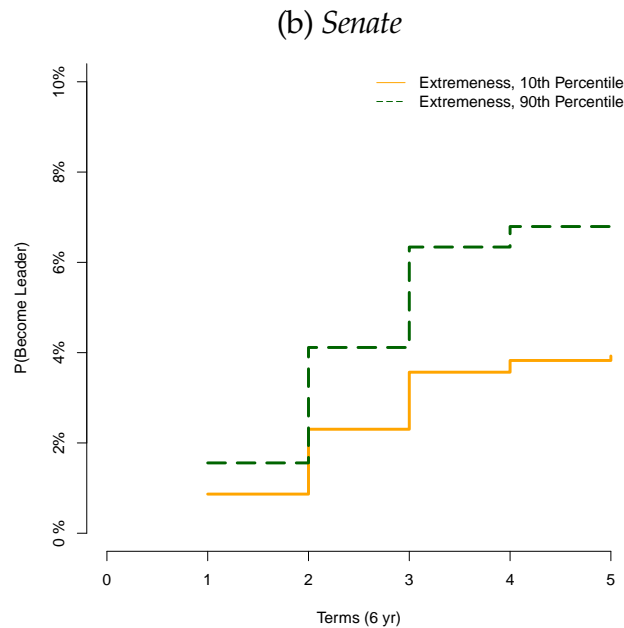 (b) Senate
Extremeness, 10th Percentile
Extremeness, 90th Percentile
10%
8%
6%
4%
2%
0 %
P(Become Leader)
0 1 2 3 4 5
Terms (6 yr)